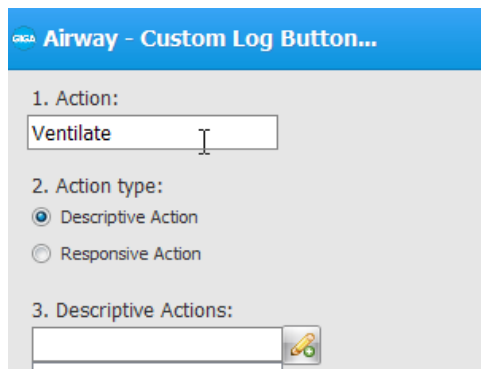 GIGA Airway - Custom Log Button...
1. Action:
Ventilate
2. Action type:
Descriptive Action
Responsive Action
3. Descriptive Actions: